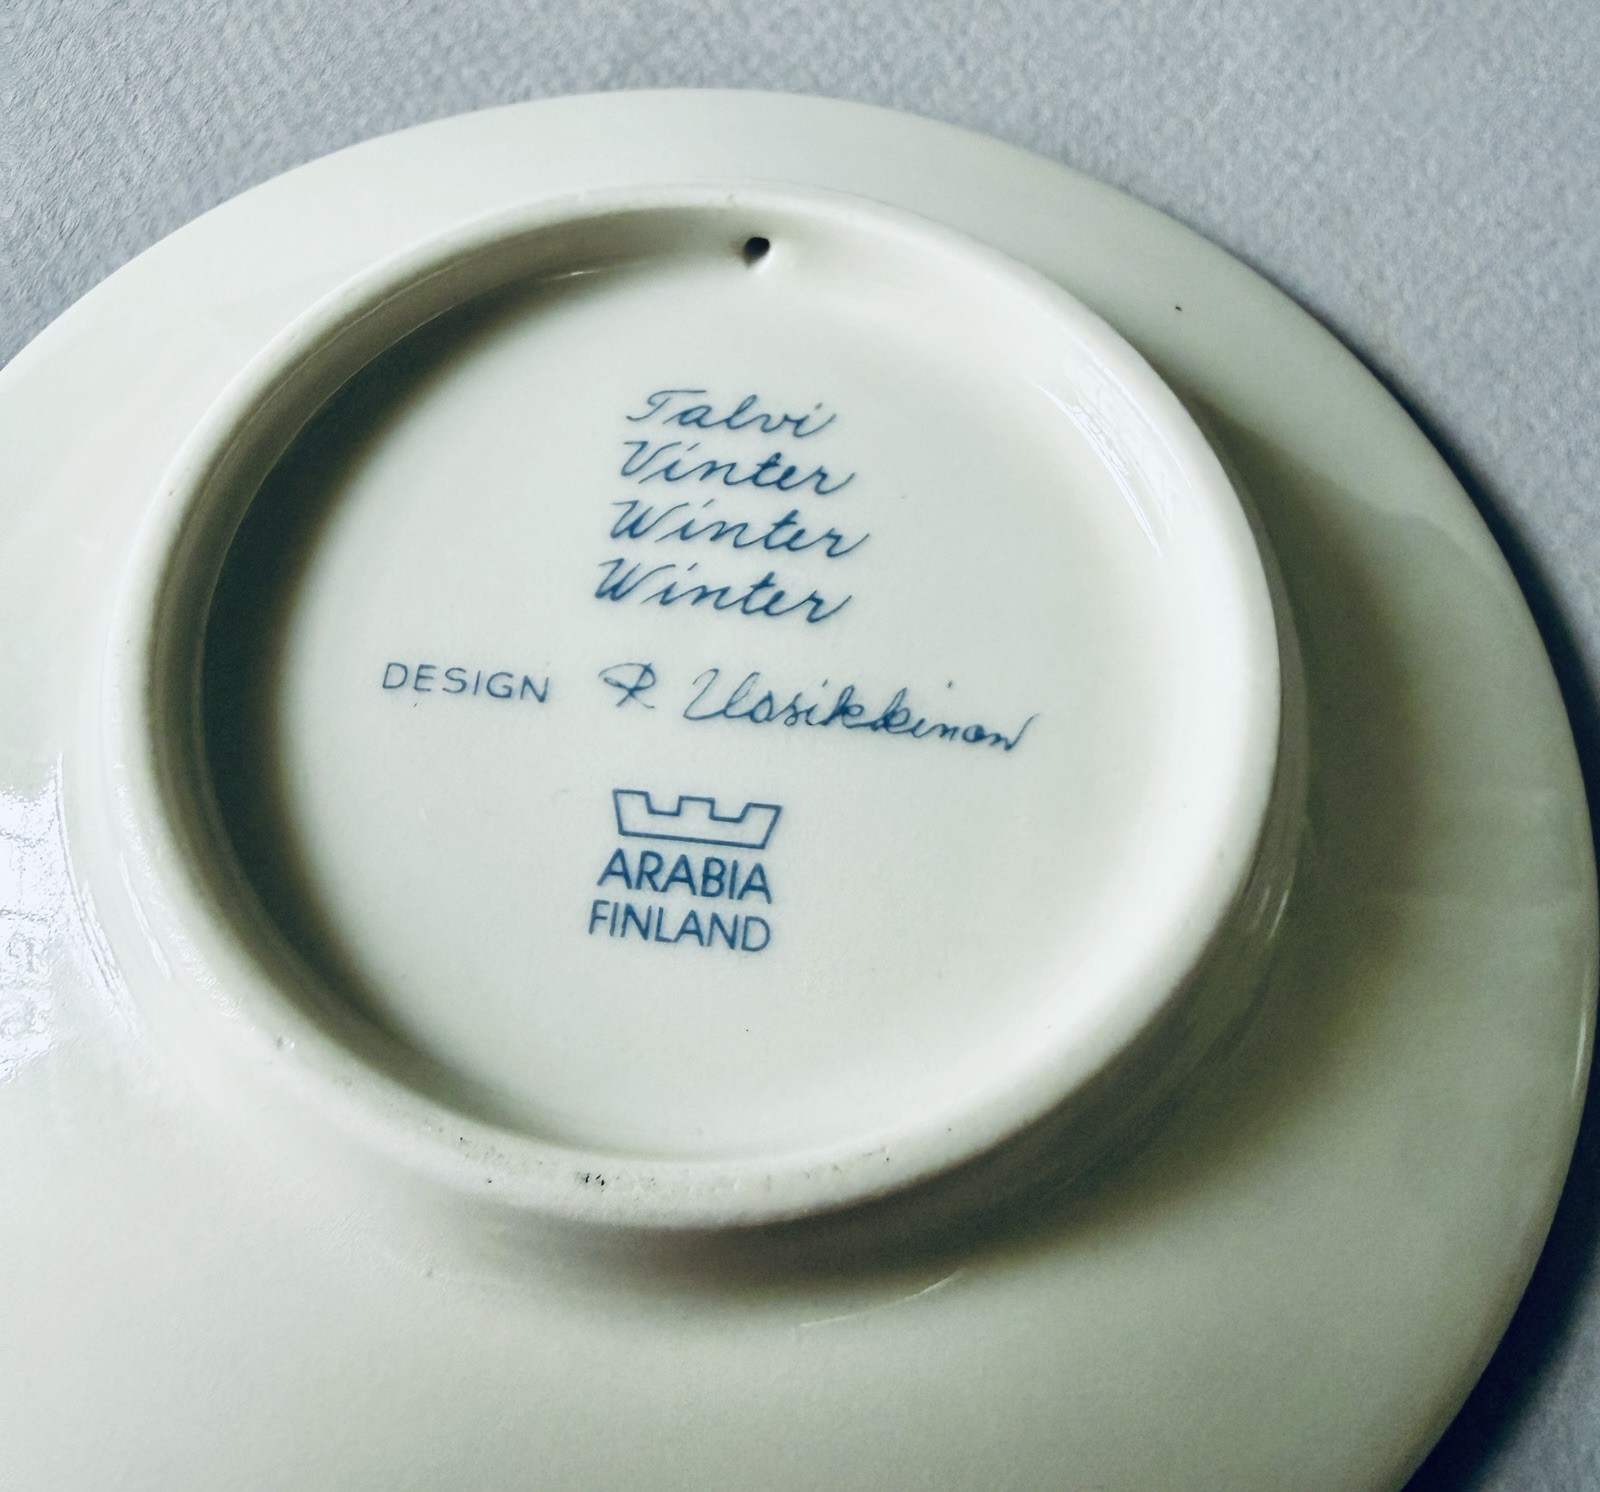 Talvi
Vinter
Winter
Winter
DESIGN R Uosikkinen
ARABIA
FINLAND